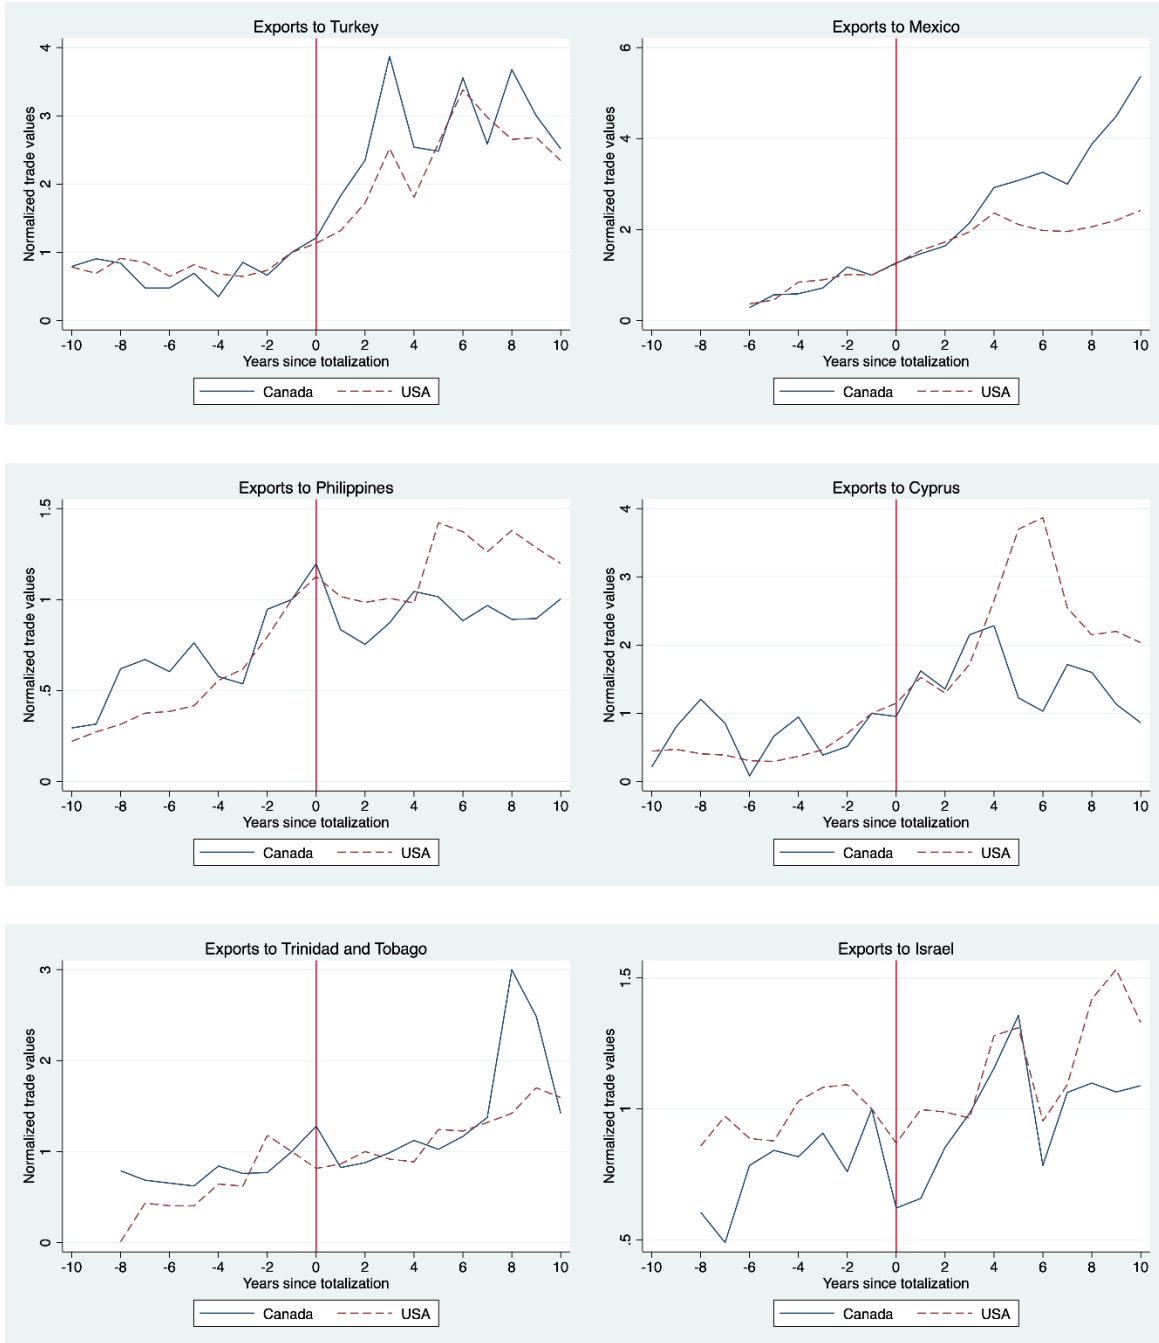 Exports to Turkey
Normalized trade values
4
3
2
1
0
-10 -8 -6 -4 -2 0 2 4 6 8 10
Years since totalization
Canada USA
Exports to Mexico
Normalized trade values
6
4
2
0
-10 -8 -6 -4 -2 0 2 4 6 8 10
Years since totalization
Canada USA
Exports to Philippines
Normalized trade values
1.5
1
.5
0
-10 -8 -6 -4 -2 0 2 4 6 8 10
Years since totalization
Canada USA
Exports to Cyprus
Normalized trade values
4
3
2
1
0
-10 -8 -6 -4 -2 0 2 4 6 8 10
Years since totalization
Canada USA
Exports to Trinidad and Tobago
Normalized trade values
3
2
1
0
-10 -8 -6 -4 -2 0 2 4 6 8 10
Years since totalization
Canada USA
Exports to Israel
Normalized trade values
1.5
1
.5
-10 -8 -6 -4 -2 0 2 4 6 8 10
Years since totalization
Canada USA